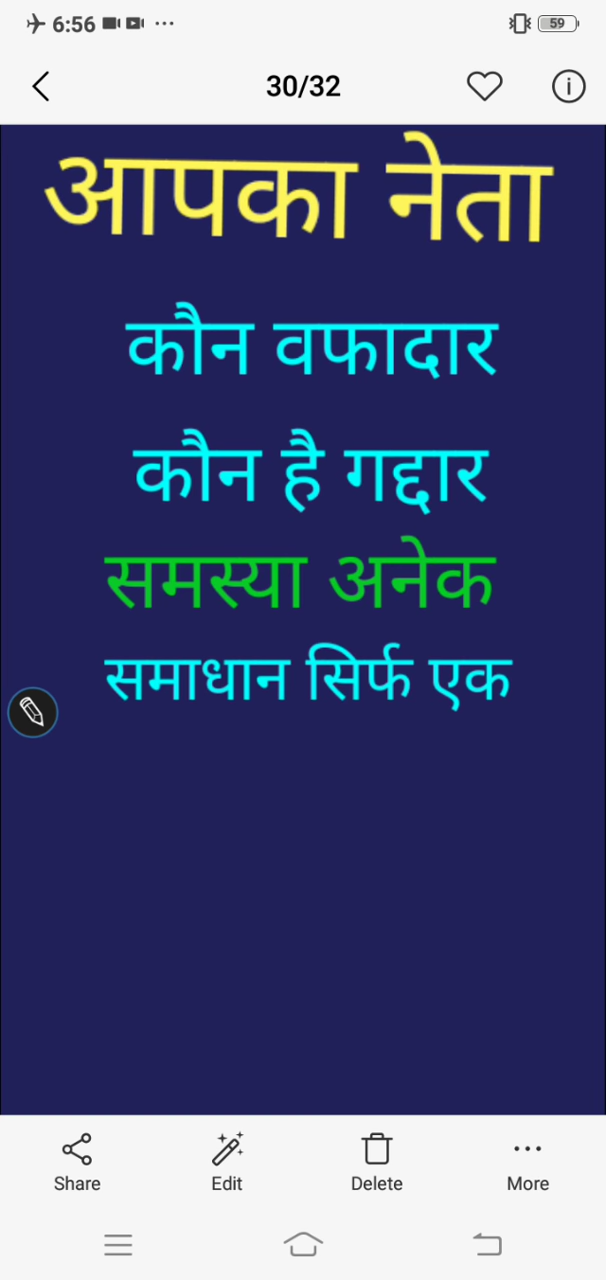 6:56 ...
59
30/32
आपका नेता
कौन वफादार
कौन है गद्दार
समस्या अनेक
समाधान सिर्फ एक
Share Edit Delete More